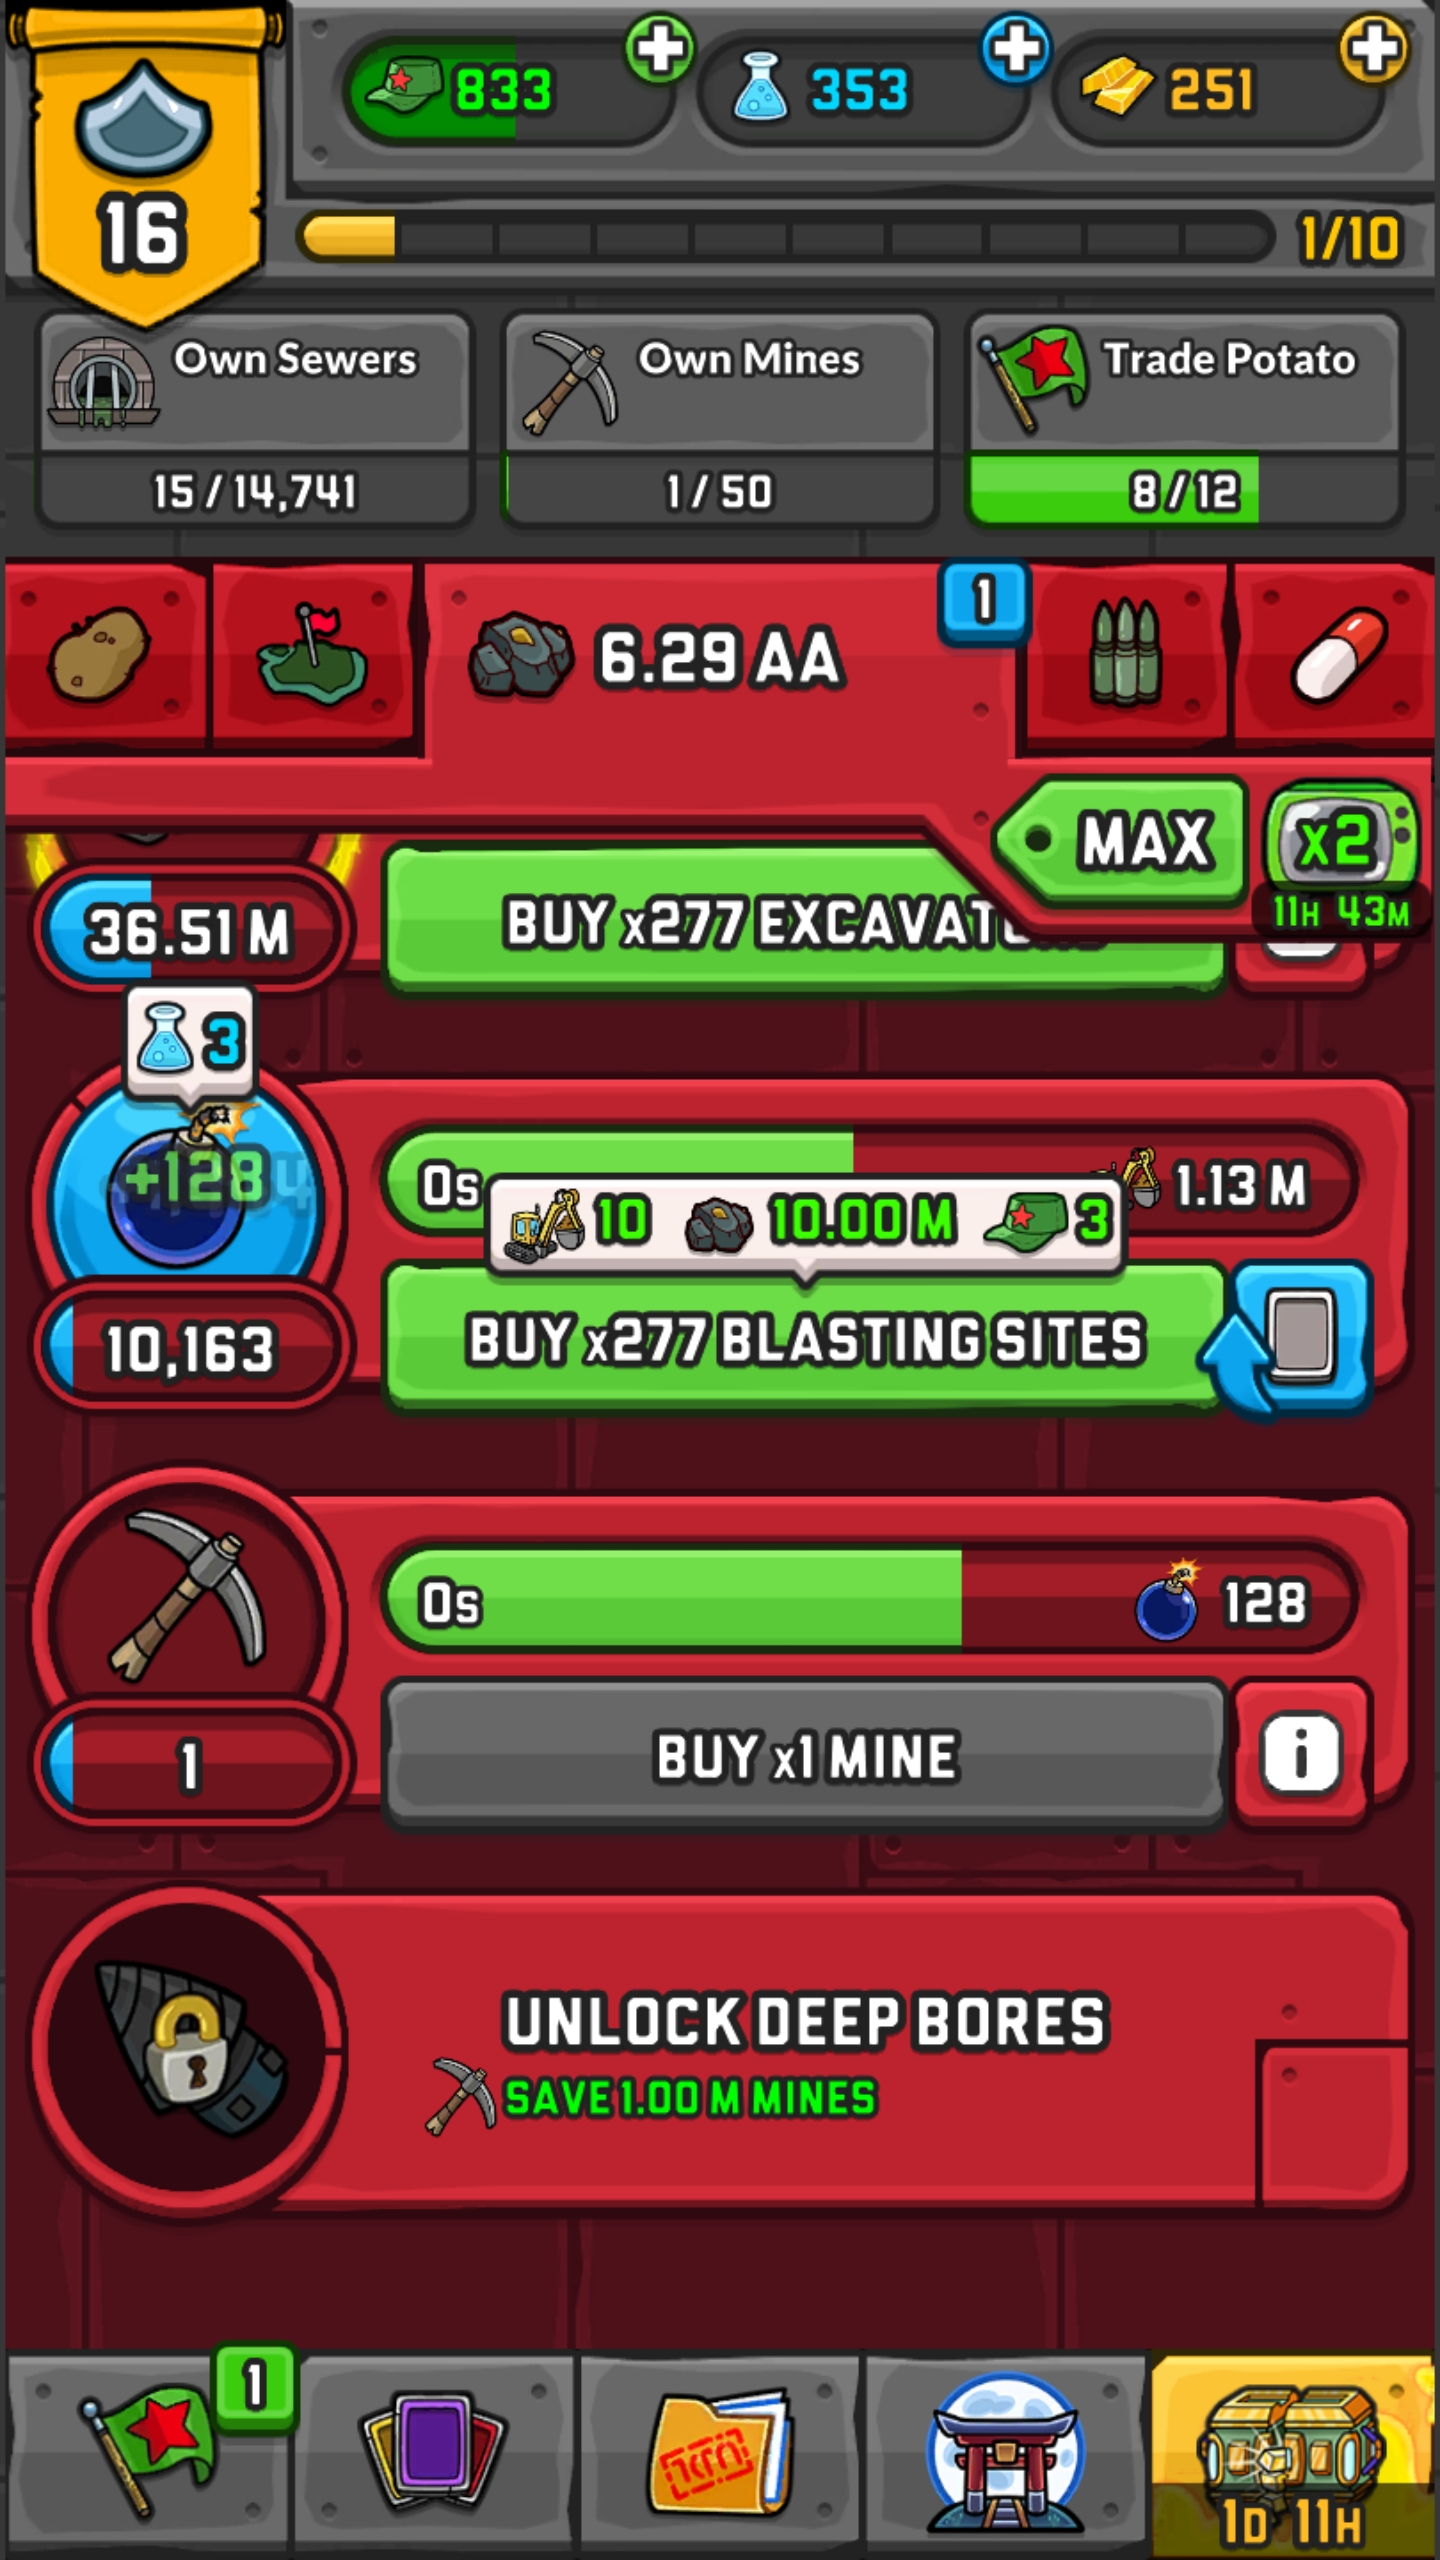 833
353
251
16
1/10
Own Sewers
15/14,741
Own Mines
1/50
Trade Potato
8/12
6.29 AA
1
MAX
x2
11H 43M
36.51 M
BUY x277
3
+128
0s
1.13 M
10
10.00 M
3
10,163
BUY x277 BLASTING SITES
0s
128
1
BUY x1 MINE
i
UNLOCK DEEP BORES
SAVE 1.00 M MINES
1
1D 11H